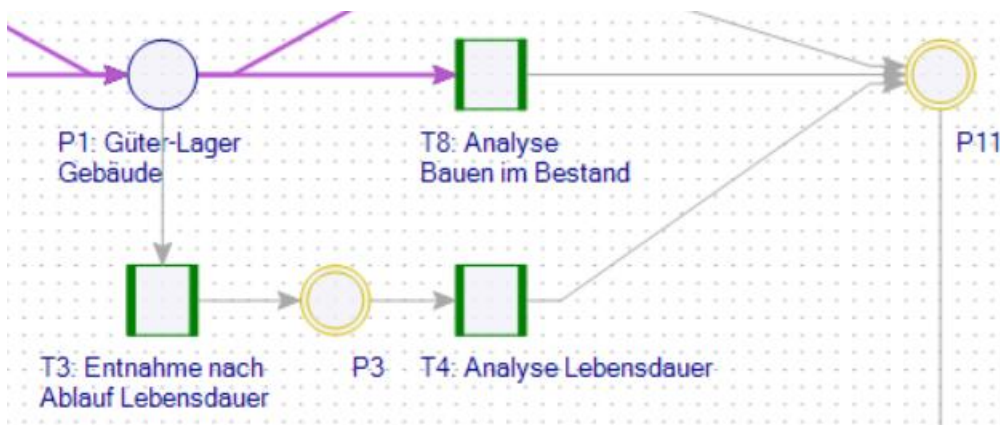 P1: Güter-Lager
Gebäude
T8: Analyse
Bauen im Bestand
P11
T3: Entnahme nach
Ablauf Lebensdauer
P3
T4: Analyse Lebensdauer